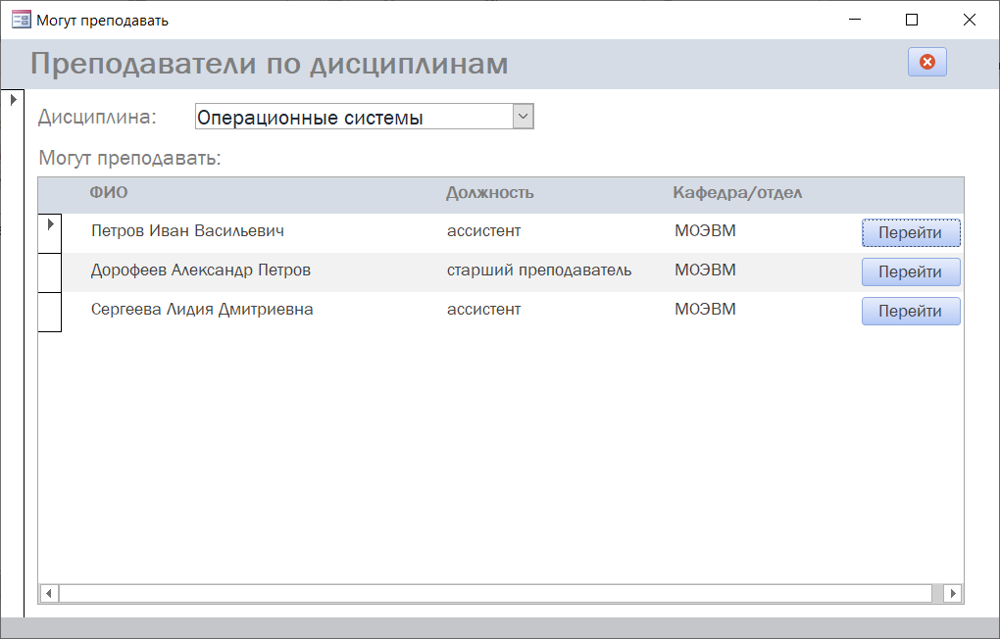 Могут преподавать
Преподаватели по дисциплинам
Дисциплина: Операционные системы
Могут преподавать:
ФИО Должность Кафедра/отдел
Петров Иван Васильевич ассистент МОЭВМ Перейти
Дорофеев Александр Петров старший преподаватель МОЭВМ Перейти
Сергеева Лидия Дмитриевна ассистент МОЭВМ Перейти